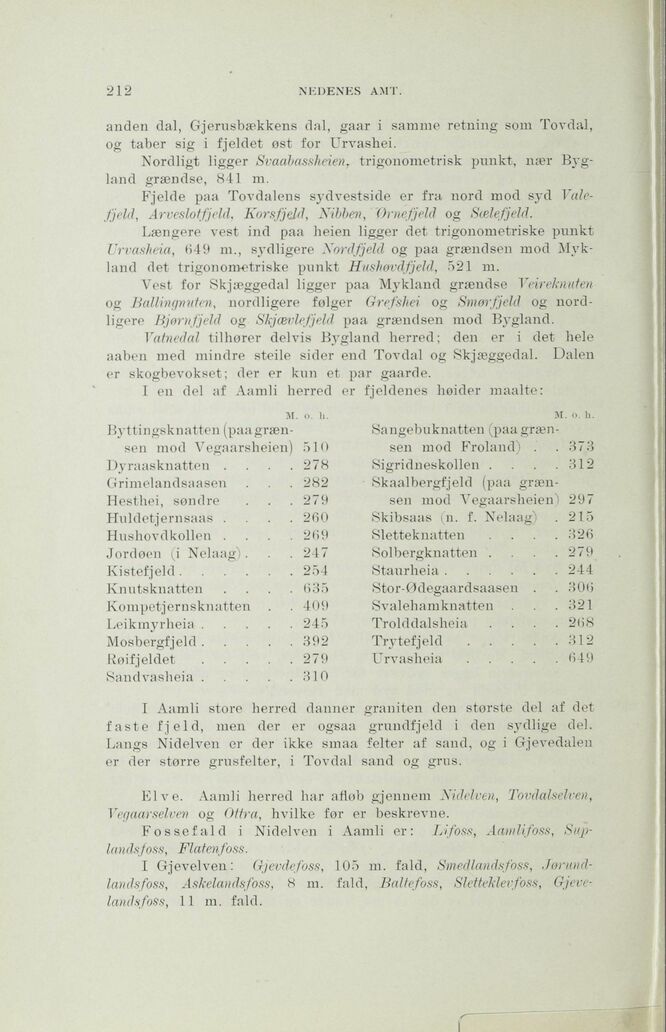 212 NEDENES AMT.
anden dal, Gjerusbækkens dal, gaar i samme retning som Tovdal,
og taber sig i fjeldet øst for Urvashei.
Nordligt ligger Svaabassheien, trigonometrisk punkt, nær Byg-
land grændse, 841 m.
Fjelde paa Tovdalens sydvestside er fra nord mod syd Vale-
fjeld, Arveslotfjeld, Korsfjeld, Nibben, Ørnefjeld og Sælefjeld.
Længere vest ind paa heien ligger det trigonometriske punkt
Urvasheia, 649 m., sydligere Nordfjeld og paa grændsen mod Myk-
land det trigonometriske punkt Hushovdfjeld, 521 m.
Vest for Skjæggedal ligger paa Mykland grændse Veireknuten
og Ballingnuten, nordligere følger Grefshei og Smørfjeld og nord-
ligere Bjørnfjeld og Skjævlefjeld paa grændsen mod Bygland.
Vatnedal tilhører delvis Bygland herred; den er i det hele
aaben med mindre steile sider end Tovdal og Skjæggedal. Dalen
er skogbevokset; der er kun et par gaarde.
I en del af Aamli herred er fjeldenes høider maalte:
M. o. h.
Byttingsknatten (paa græn-
sen mod Vegaarsheien) 510
Dyraasknatten . . . . 278
Grimelandsaasen . . . 282
Hesthei, søndre . . . 279
Huldetjernsaas . . . . 260
Hushovdkollen . . . . 269
Jordøen (i Nelaag) . . . 247
Kistefjeld . . . . . . 254
Knutsknatten . . . . 635
Kompetjernsknatten . . 409
Leikmyrheia . . . . . 245
Mosbergfjeld . . . . . 392
Røifjeldet . . . . . 279
Sandvasheia . . . . . 310
M. o. h.
Sangebuknatten (paa græn-
sen mod Froland) . . 373
Sigridneskollen . . . . 312
Skaalbergfjeld (paa græn-
sen mod Vegaarsheien) 297
Skibsaas (n. f. Nelaag) . 215
Sletteknatten . . . . 326
Solbergknatten . . . . 279
Staurheia . . . . . . 244
Stor-Ødegaardsaasen . . 306
Svalehamknatten . . . 321
Trolddalsheia . . . . 268
Trytefjeld . . . . . 312
Urvasheia . . . . . 649
I Aamli store herred danner graniten den største del af det
faste fjeld, men der er ogsaa grundfjeld i den sydlige del.
Langs Nidelven er der ikke smaa felter af sand, og i Gjevedalen
er der større grusfelter, i Tovdal sand og grus.
Elve. Aamli herred har afløb gjennem Nidelven, Tovdalselven,
Vegaarselven og Ottra, hvilke før er beskrevne.
Fossefald i Nidelven i Aamli er: Lifoss, Aamlifoss, Sup-
landsfoss, Flatenfoss.
I Gjevelven: Gjevdefoss, 105 m. fald, Smedlandsfoss, Jørund-
landsfoss, Askelandsfoss, 8 m. fald, Baltefoss, Sletteklevfoss, Gjeve-
landsfoss, 11 m. fald.